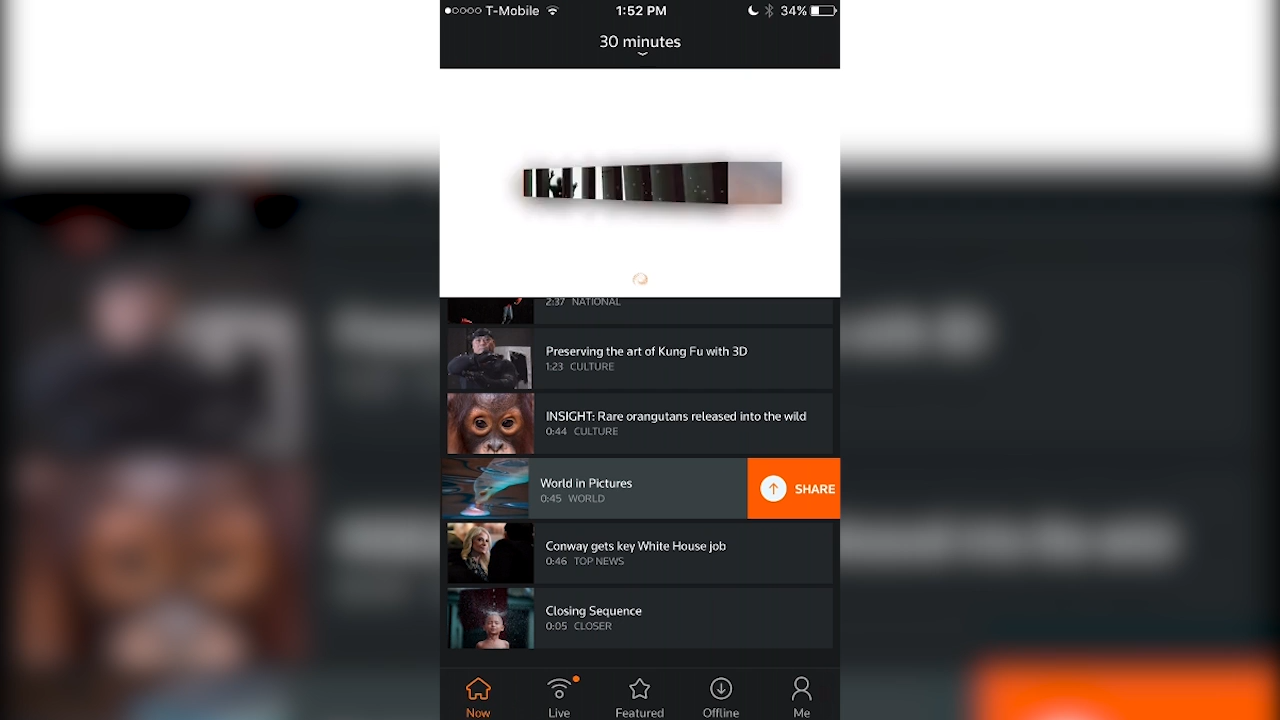 T-Mobile 1:52 PM 34%
30 minutes
2:37 NATIONAL
Preserving the art of Kung Fu with 3D
1:23 CULTURE
INSIGHT: Rare orangutans released into the wild
0:44 CULTURE
World in Pictures
0:45 WORLD
SHARE
Conway gets key White House job
0:46 TOP NEWS
Closing Sequence
0:05 CLOSER
Now Live Featured Offline Me